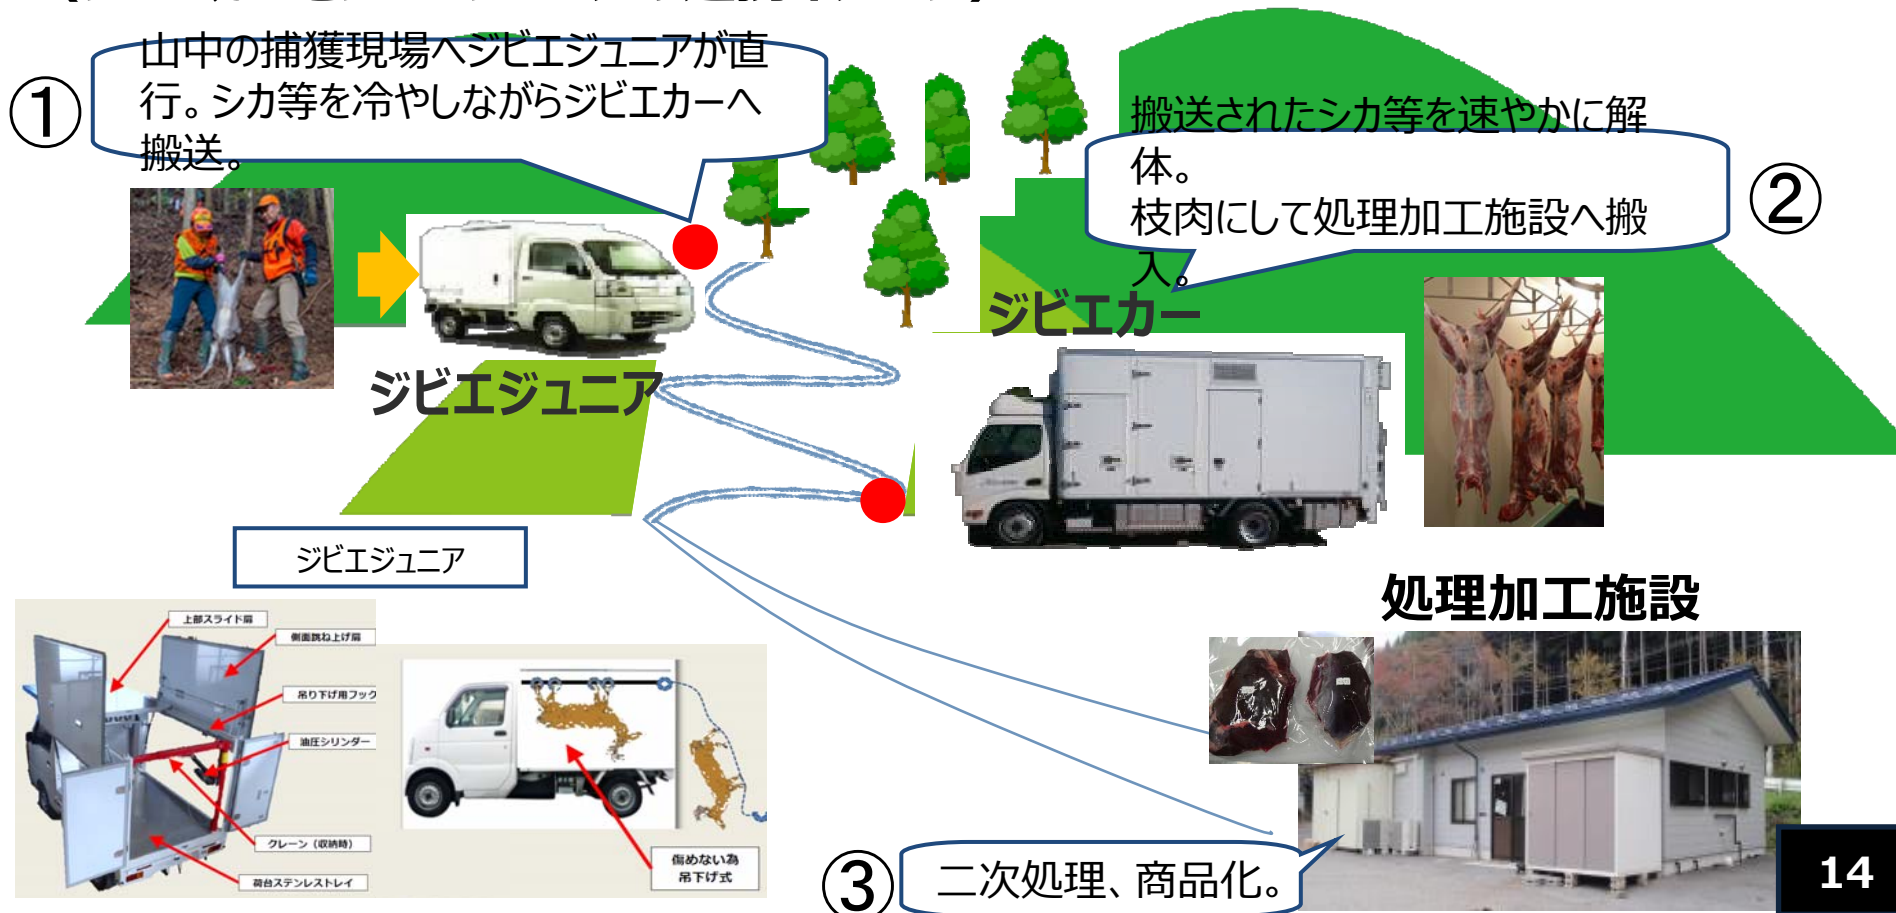 ①
山中の捕獲現場へジビエジュニアが直
行。シカ等を冷やしながらジビエカーへ
搬送。
搬送されたシカ等を速やかに解
体。
枝肉にして処理加工施設へ搬
入。
②
ジビエカー
ジビエジュニア
ジビエジュニア
処理加工施設
上部スライド扉
側面跳ね上げ扉
吊り下げ用フック
油圧シリンダー
クレーン（収納時）
荷台ステンレストレイ
傷めない為
吊下げ式
③
二次処理、商品化。
14